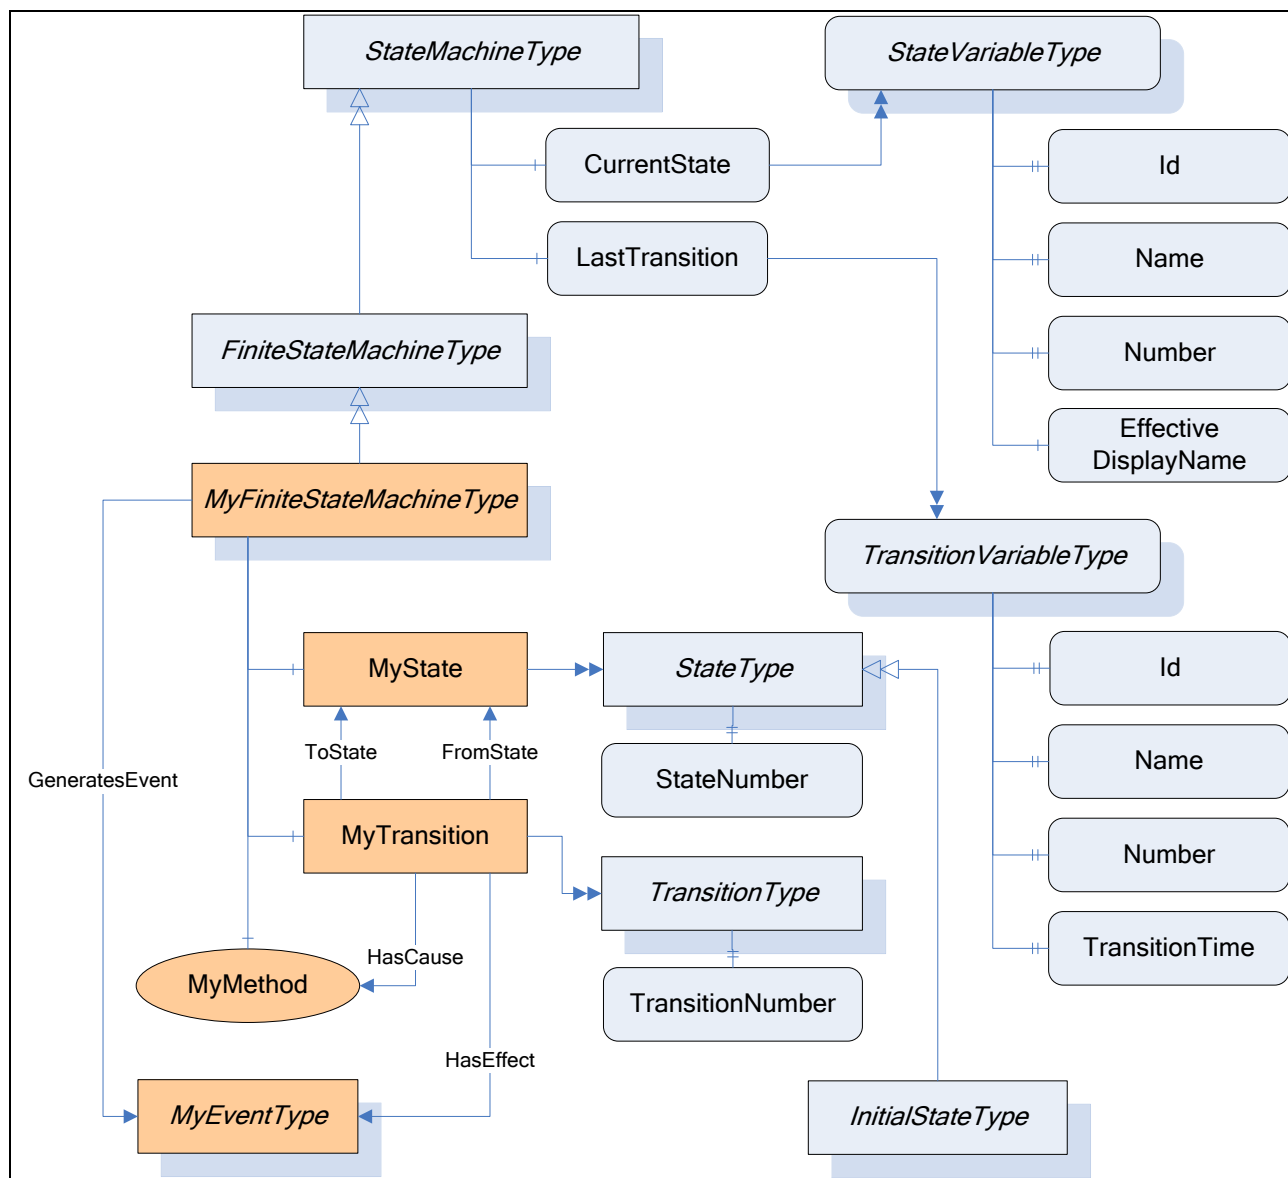 StateMachineType
StateVariableType
CurrentState
Id
LastTransition
Name
FiniteStateMachineType
Number
Effective
DisplayName
MyFiniteStateMachineType
TransitionVariableType
MyState
StateType
Id
ToState
FromState
GeneratesEvent
StateNumber
Name
MyTransition
Number
TransitionType
HasCause
TransitionTime
MyMethod
TransitionNumber
HasEffect
MyEventType
InitialStateType